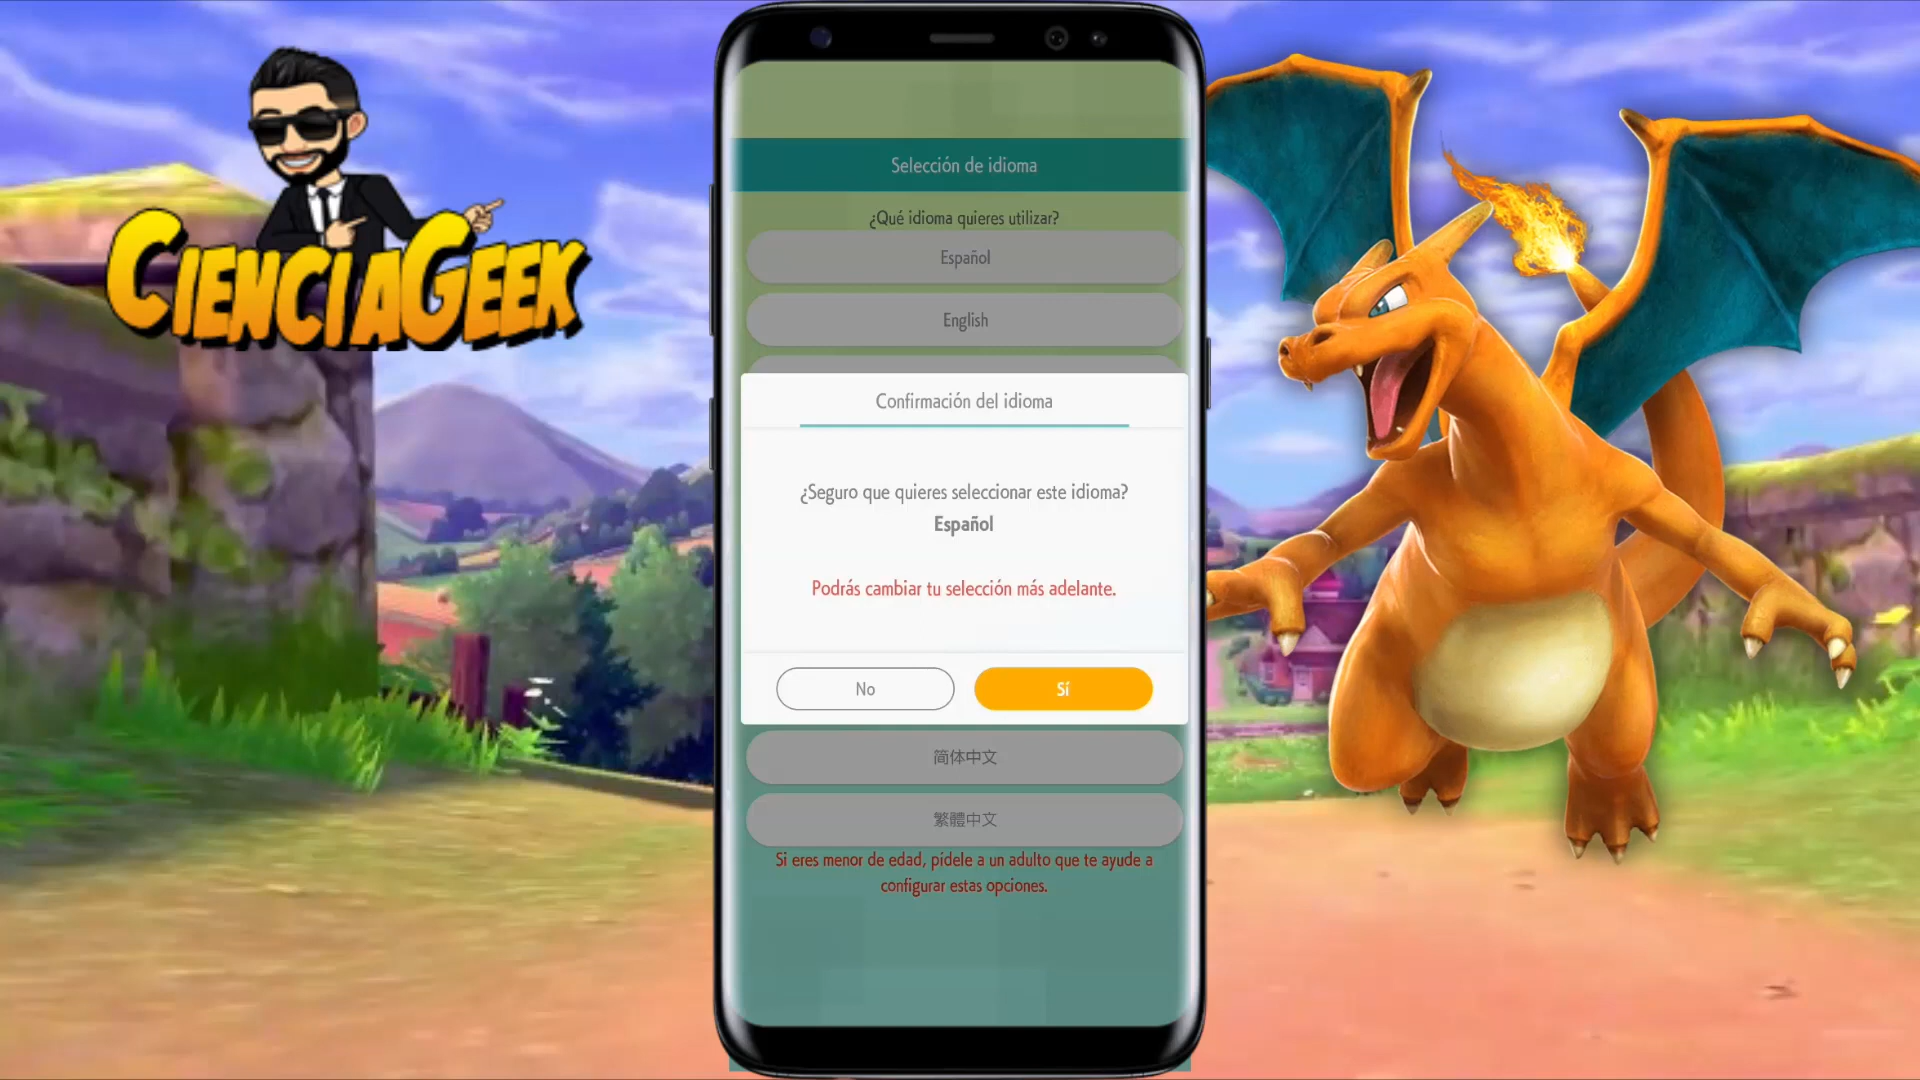 CIENCIAGEEK
Selección de idioma
¿Qué idioma quieres utilizar?
Español
English
Confirmación del idioma
¿Seguro que quieres seleccionar este idioma?
Español
Podrás cambiar tu selección más adelante.
No
Sí
简体中文
繁體中文
Si eres menor de edad, pídele a un adulto que te ayude a
configurar estas opciones.